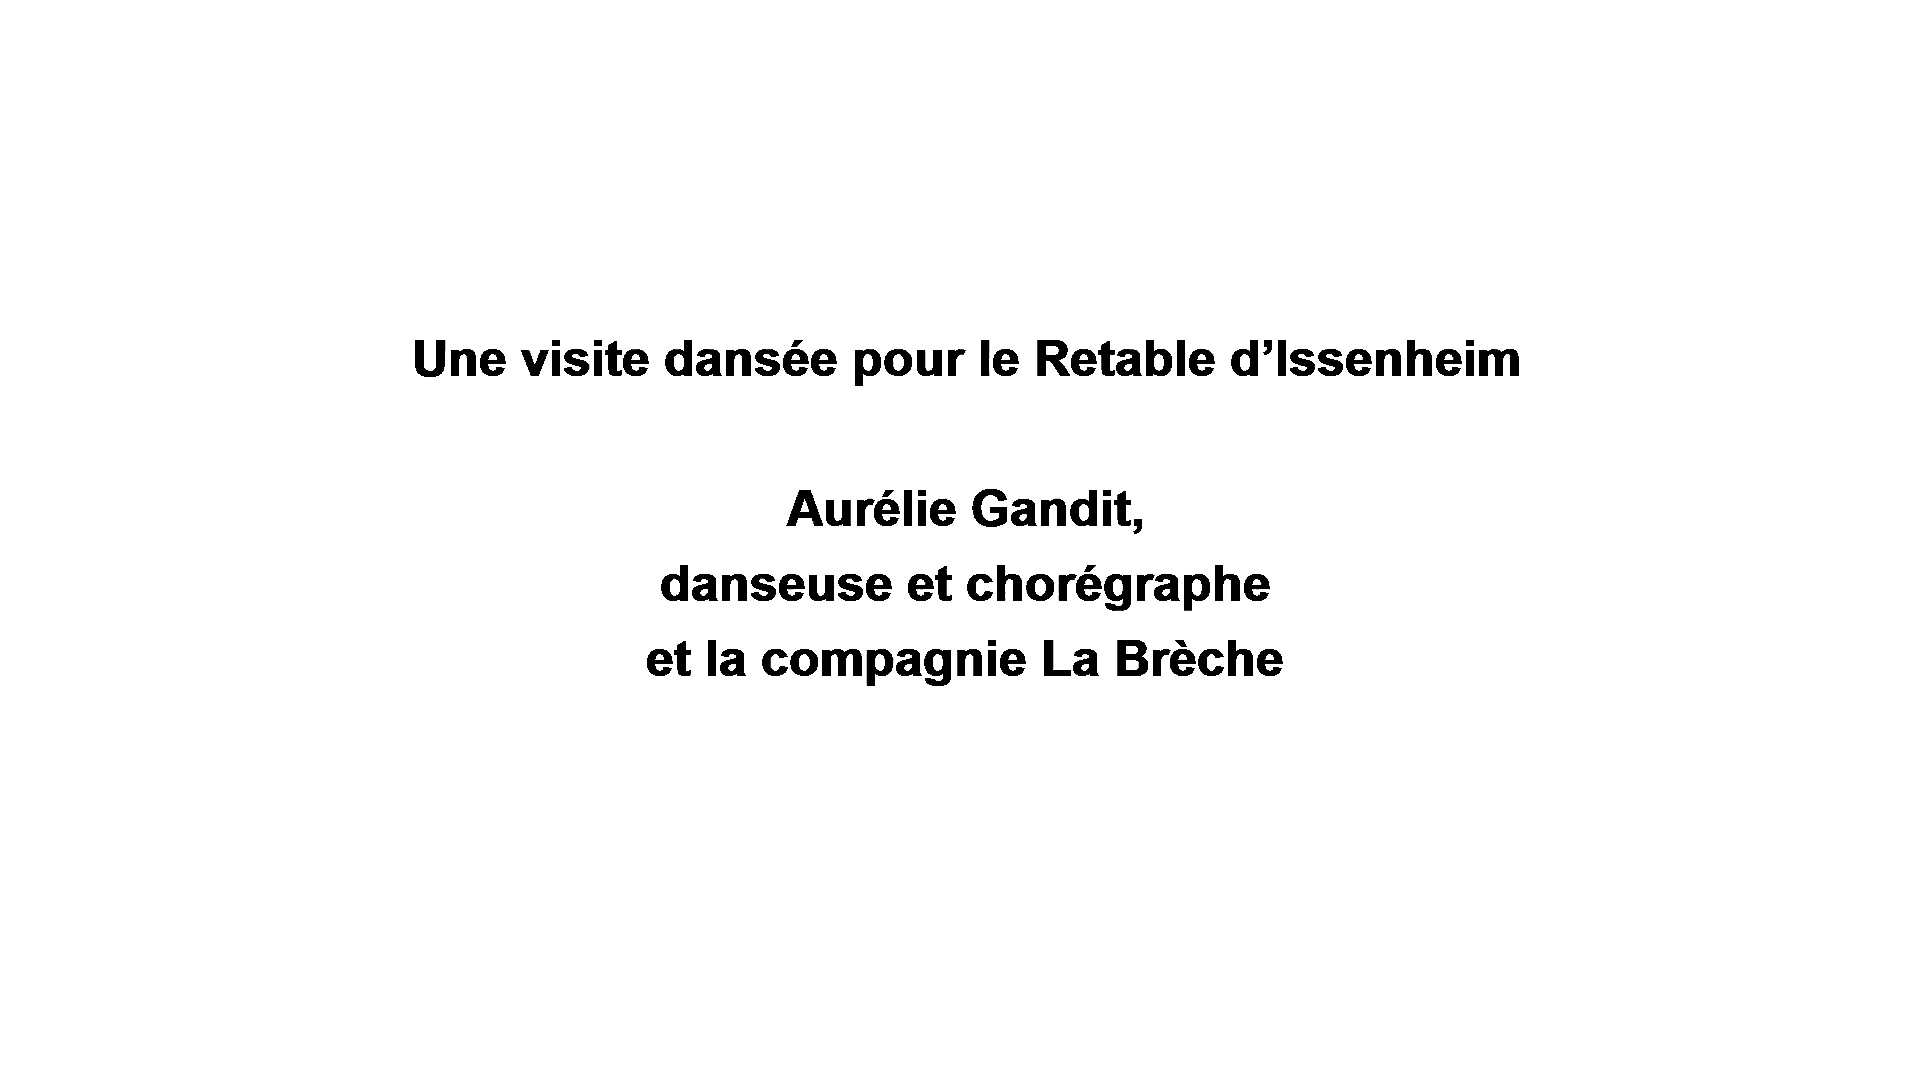 Une visite dansée pour le Retable d’Issenheim
Aurélie Gandit,
danseuse et chorégraphe
et la compagnie La Brèche